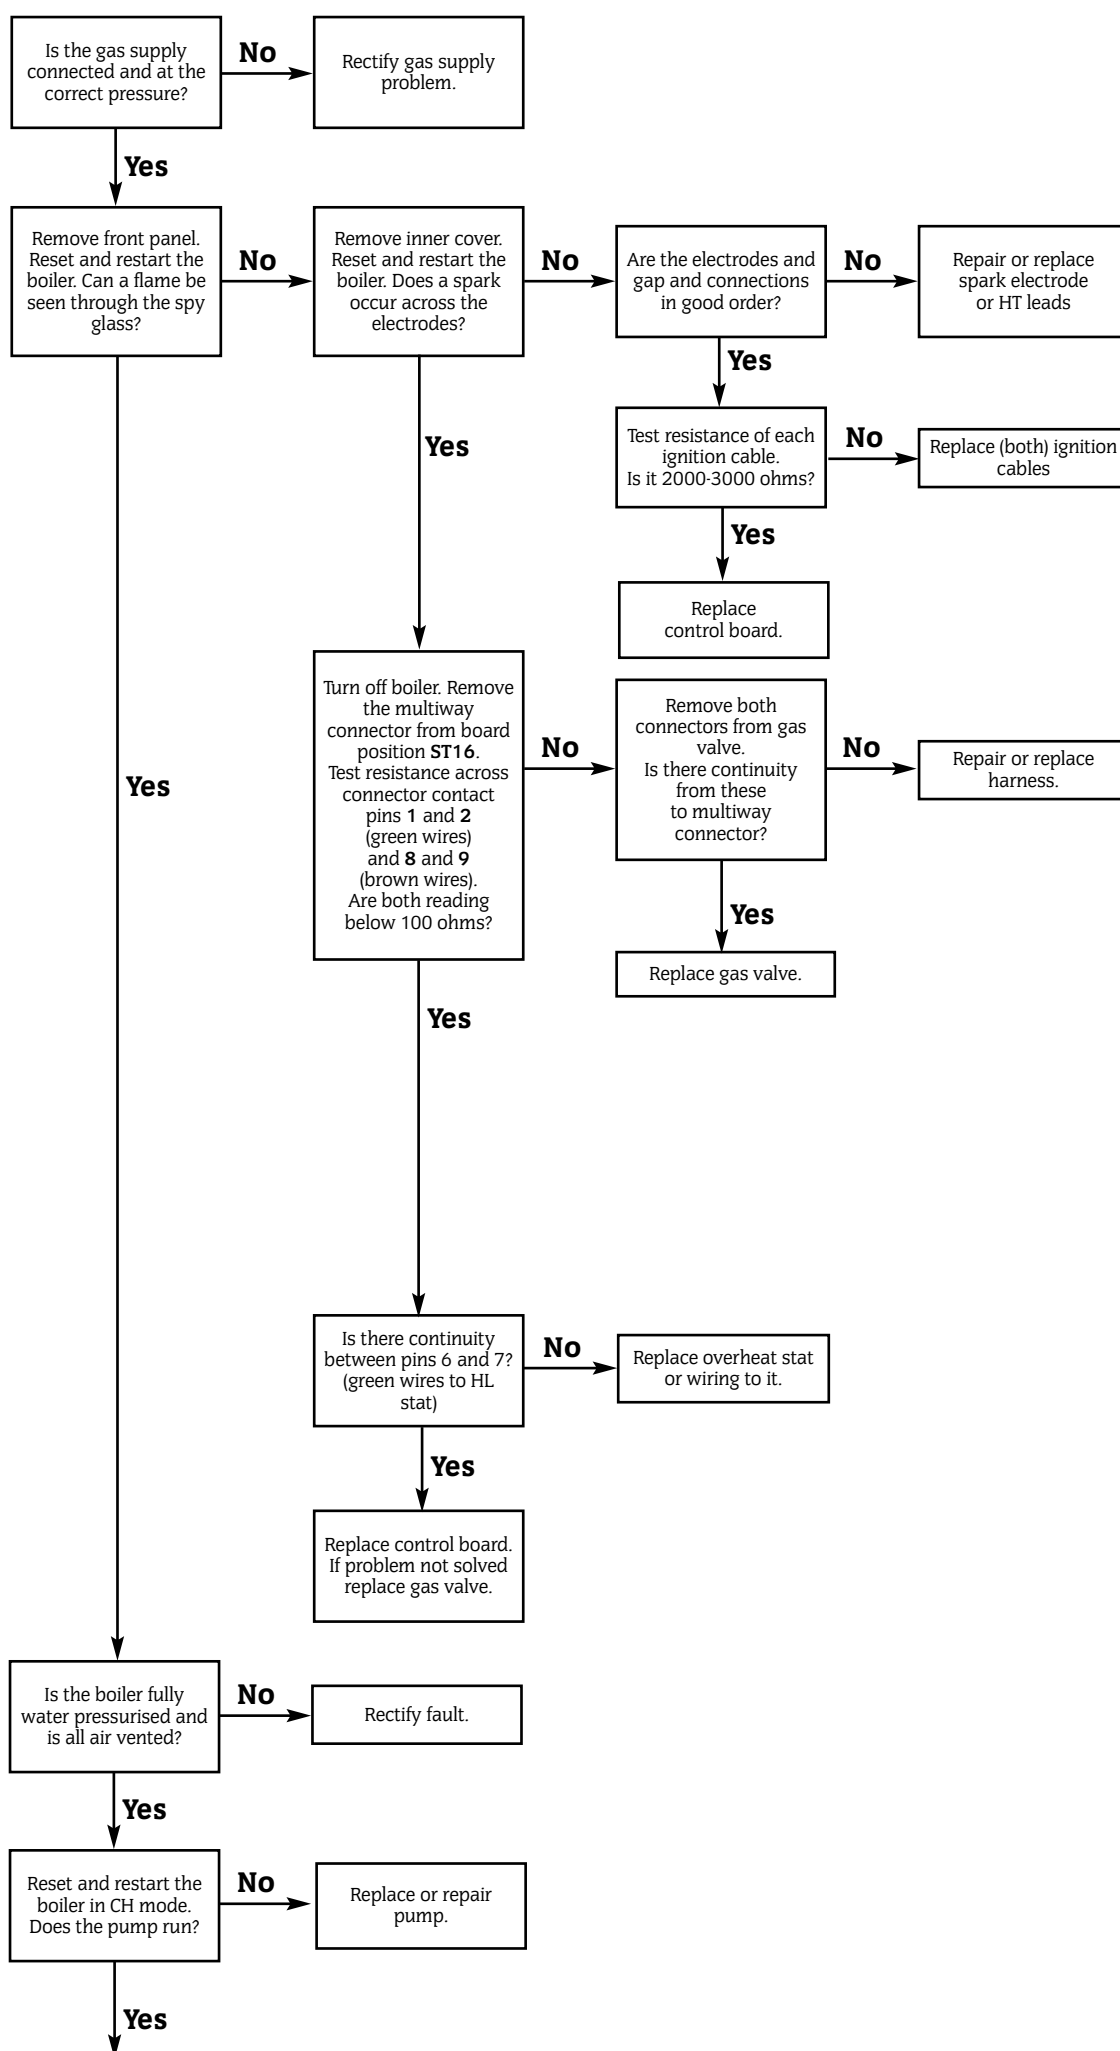 Is the gas supply
connected and at the
correct pressure?
No
Rectify gas supply
problem.
Yes
Remove front panel.
Reset and restart the
boiler. Can a flame be
seen through the spy
glass?
No
Remove inner cover.
Reset and restart the
boiler. Does a spark
occur across the
electrodes?
No
Are the electrodes and
gap and connections
in good order?
No
Repair or replace
spark electrode
or HT leads
Yes
Test resistance of each
ignition cable.
Is it 2000-3000 ohms?
No
Replace (both) ignition
cables
Yes
Replace
control board.
Yes
Turn off boiler. Remove
the multiway
connector from board
position ST16.
Test resistance across
connector contact
pins 1 and 2
(green wires)
and 8 and 9
(brown wires).
Are both reading
below 100 ohms?
No
Remove both
connectors from gas
valve.
Is there continuity
from these
to multiway
connector?
No
Repair or replace
harness.
Yes
Replace gas valve.
Yes
Is there continuity
between pins 6 and 7?
(green wires to HL
stat)
No
Replace overheat stat
or wiring to it.
Yes
Replace control board.
If problem not solved
replace gas valve.
Yes
Is the boiler fully
water pressurised and
is all air vented?
No
Rectify fault.
Yes
Reset and restart the
boiler in CH mode.
Does the pump run?
No
Replace or repair
pump.
Yes